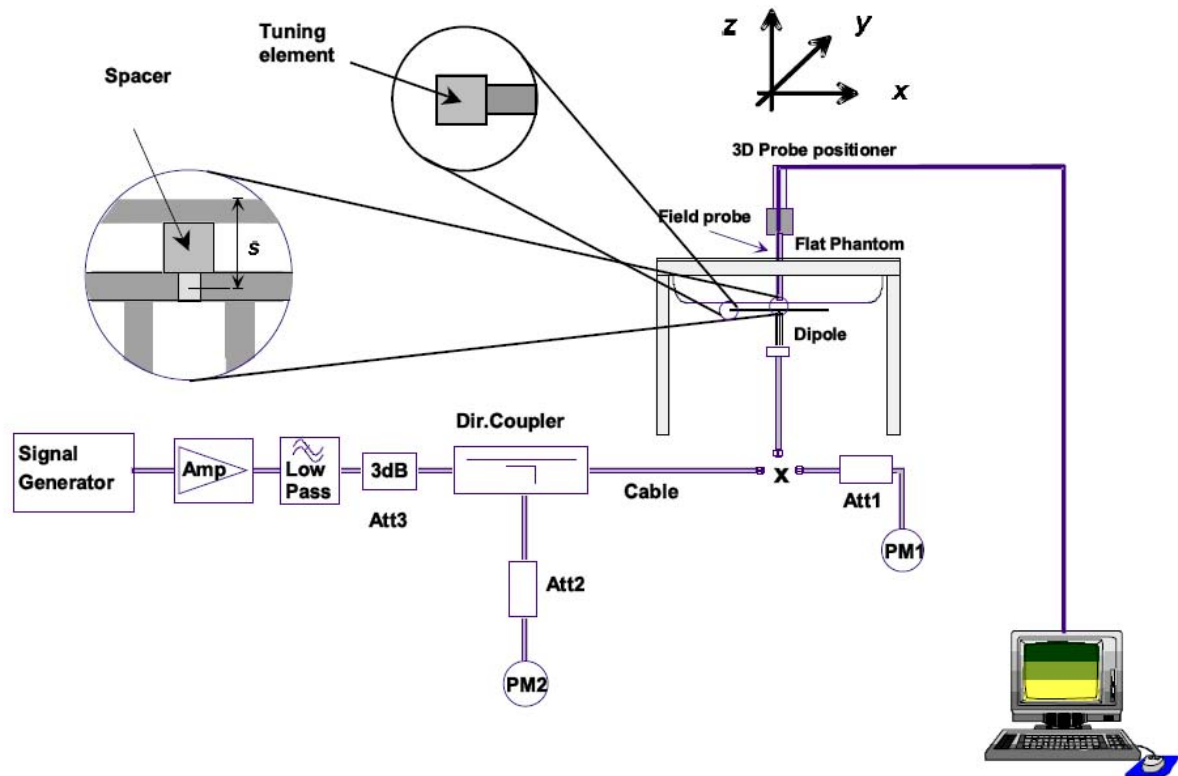 Tuning
element
Spacer
z
y
x
3D Probe positioner
Field probe
Flat Phantom
s
Dipole
Dir.Coupler
Signal
Generator
Amp
Low
Pass
3dB
Att3
Cable
x
Att1
PM1
Att2
PM2